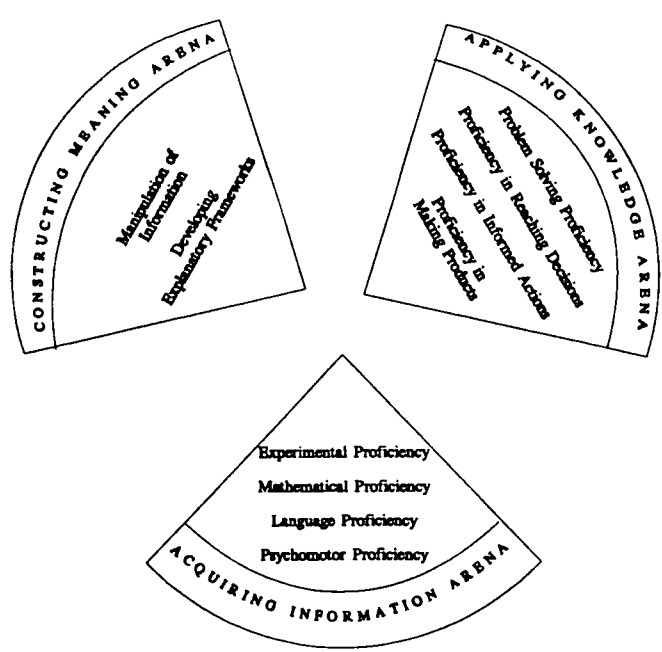 CONSTRUCTING MEANING ARENA
Manipulation of
Information
Developing
Explanatory Frameworks
APPLYING KNOWLEDGE ARENA
Problem Solving Proficiency
Proficiency in Reaching Decisions
Proficiency in Informed Actions
Proficiency in
Making Products
Experimental Proficiency
Mathematical Proficiency
Language Proficiency
Psychomotor Proficiency
ACQUIRING INFORMATION ARENA